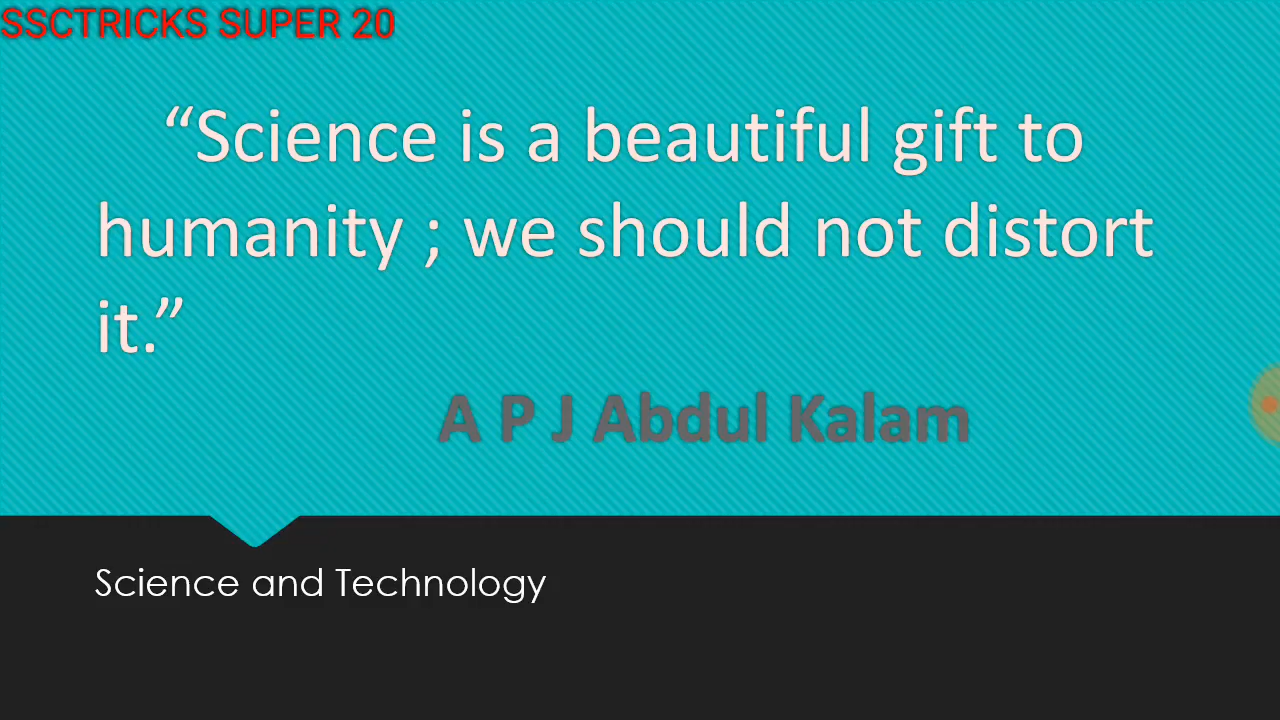 SSCTRICKS SUPER 20
“Science is a beautiful gift to
humanity ; we should not distort
it.”
A P J Abdul Kalam
Science and Technology